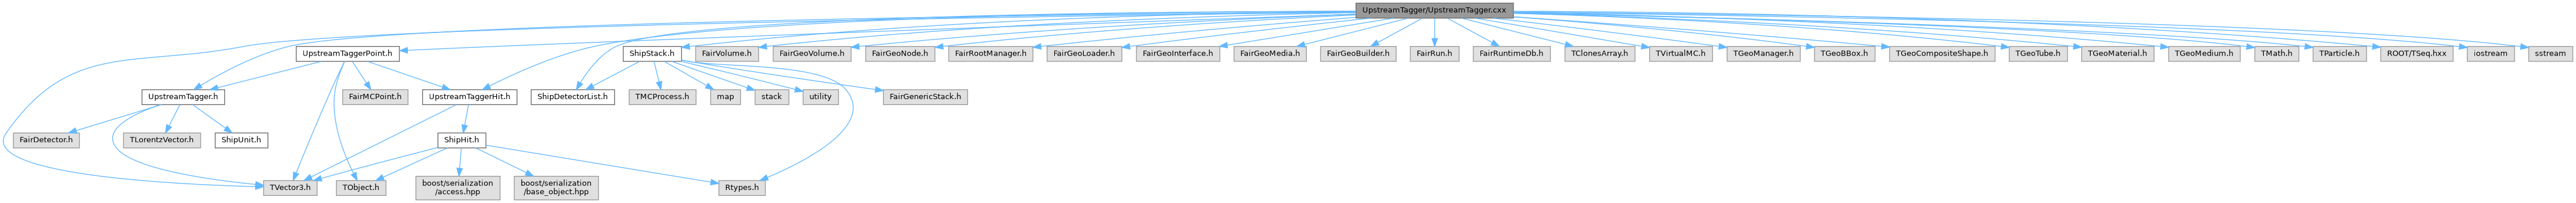 UpstreamTagger/UpstreamTagger.cxx
UpstreamTaggerPoint.h
ShipStack.h
FairVolume.h
FairGeoVolume.h
FairGeoNode.h
FairRootManager.h
FairGeoLoader.h
FairGeoInterface.h
FairGeoMedia.h
FairGeoBuilder.h
FairRun.h
FairRuntimeDb.h
TClonesArray.h
TVirtualMC.h
TGeoManager.h
TGeoBBox.h
TGeoCompositeShape.h
TGeoTube.h
TGeoMaterial.h
TGeoMedium.h
TMath.h
TParticle.h
ROOT/TSeq.hxx
iostream
sstream
UpstreamTagger.h
FairMCPoint.h
UpstreamTaggerHit.h
ShipDetectorList.h
TMCProcess.h
map
stack
utility
FairGenericStack.h
FairDetector.h
TLorentzVector.h
ShipUnit.h
ShipHit.h
TVector3.h
TObject.h
boost/serialization
/access.hpp
boost/serialization
/base_object.hpp
Rtypes.h